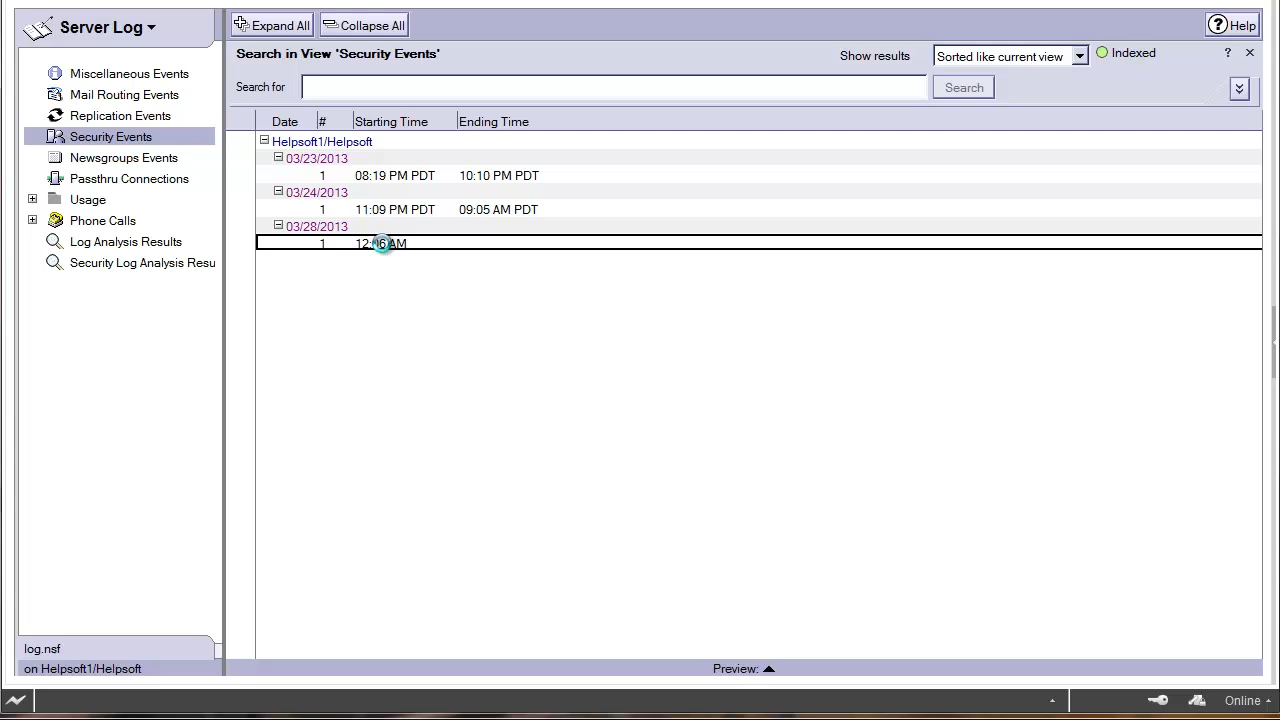 Server Log
Expand All
Collapse All
Help
Search in View 'Security Events'
Show results
Sorted like current view
Indexed
?
Search for
Search
Miscellaneous Events
Mail Routing Events
Replication Events
Security Events
Newsgroups Events
Passthru Connections
Usage
Phone Calls
Log Analysis Results
Security Log Analysis Resu
Date # Starting Time Ending Time
Helpsoft1/Helpsoft
03/23/2013
1 08:19 PM PDT 10:10 PM PDT
03/24/2013
1 11:09 PM PDT 09:05 AM PDT
03/28/2013
1 12:06 AM
log.nsf
on Helpsoft1/Helpsoft
Preview:
Online